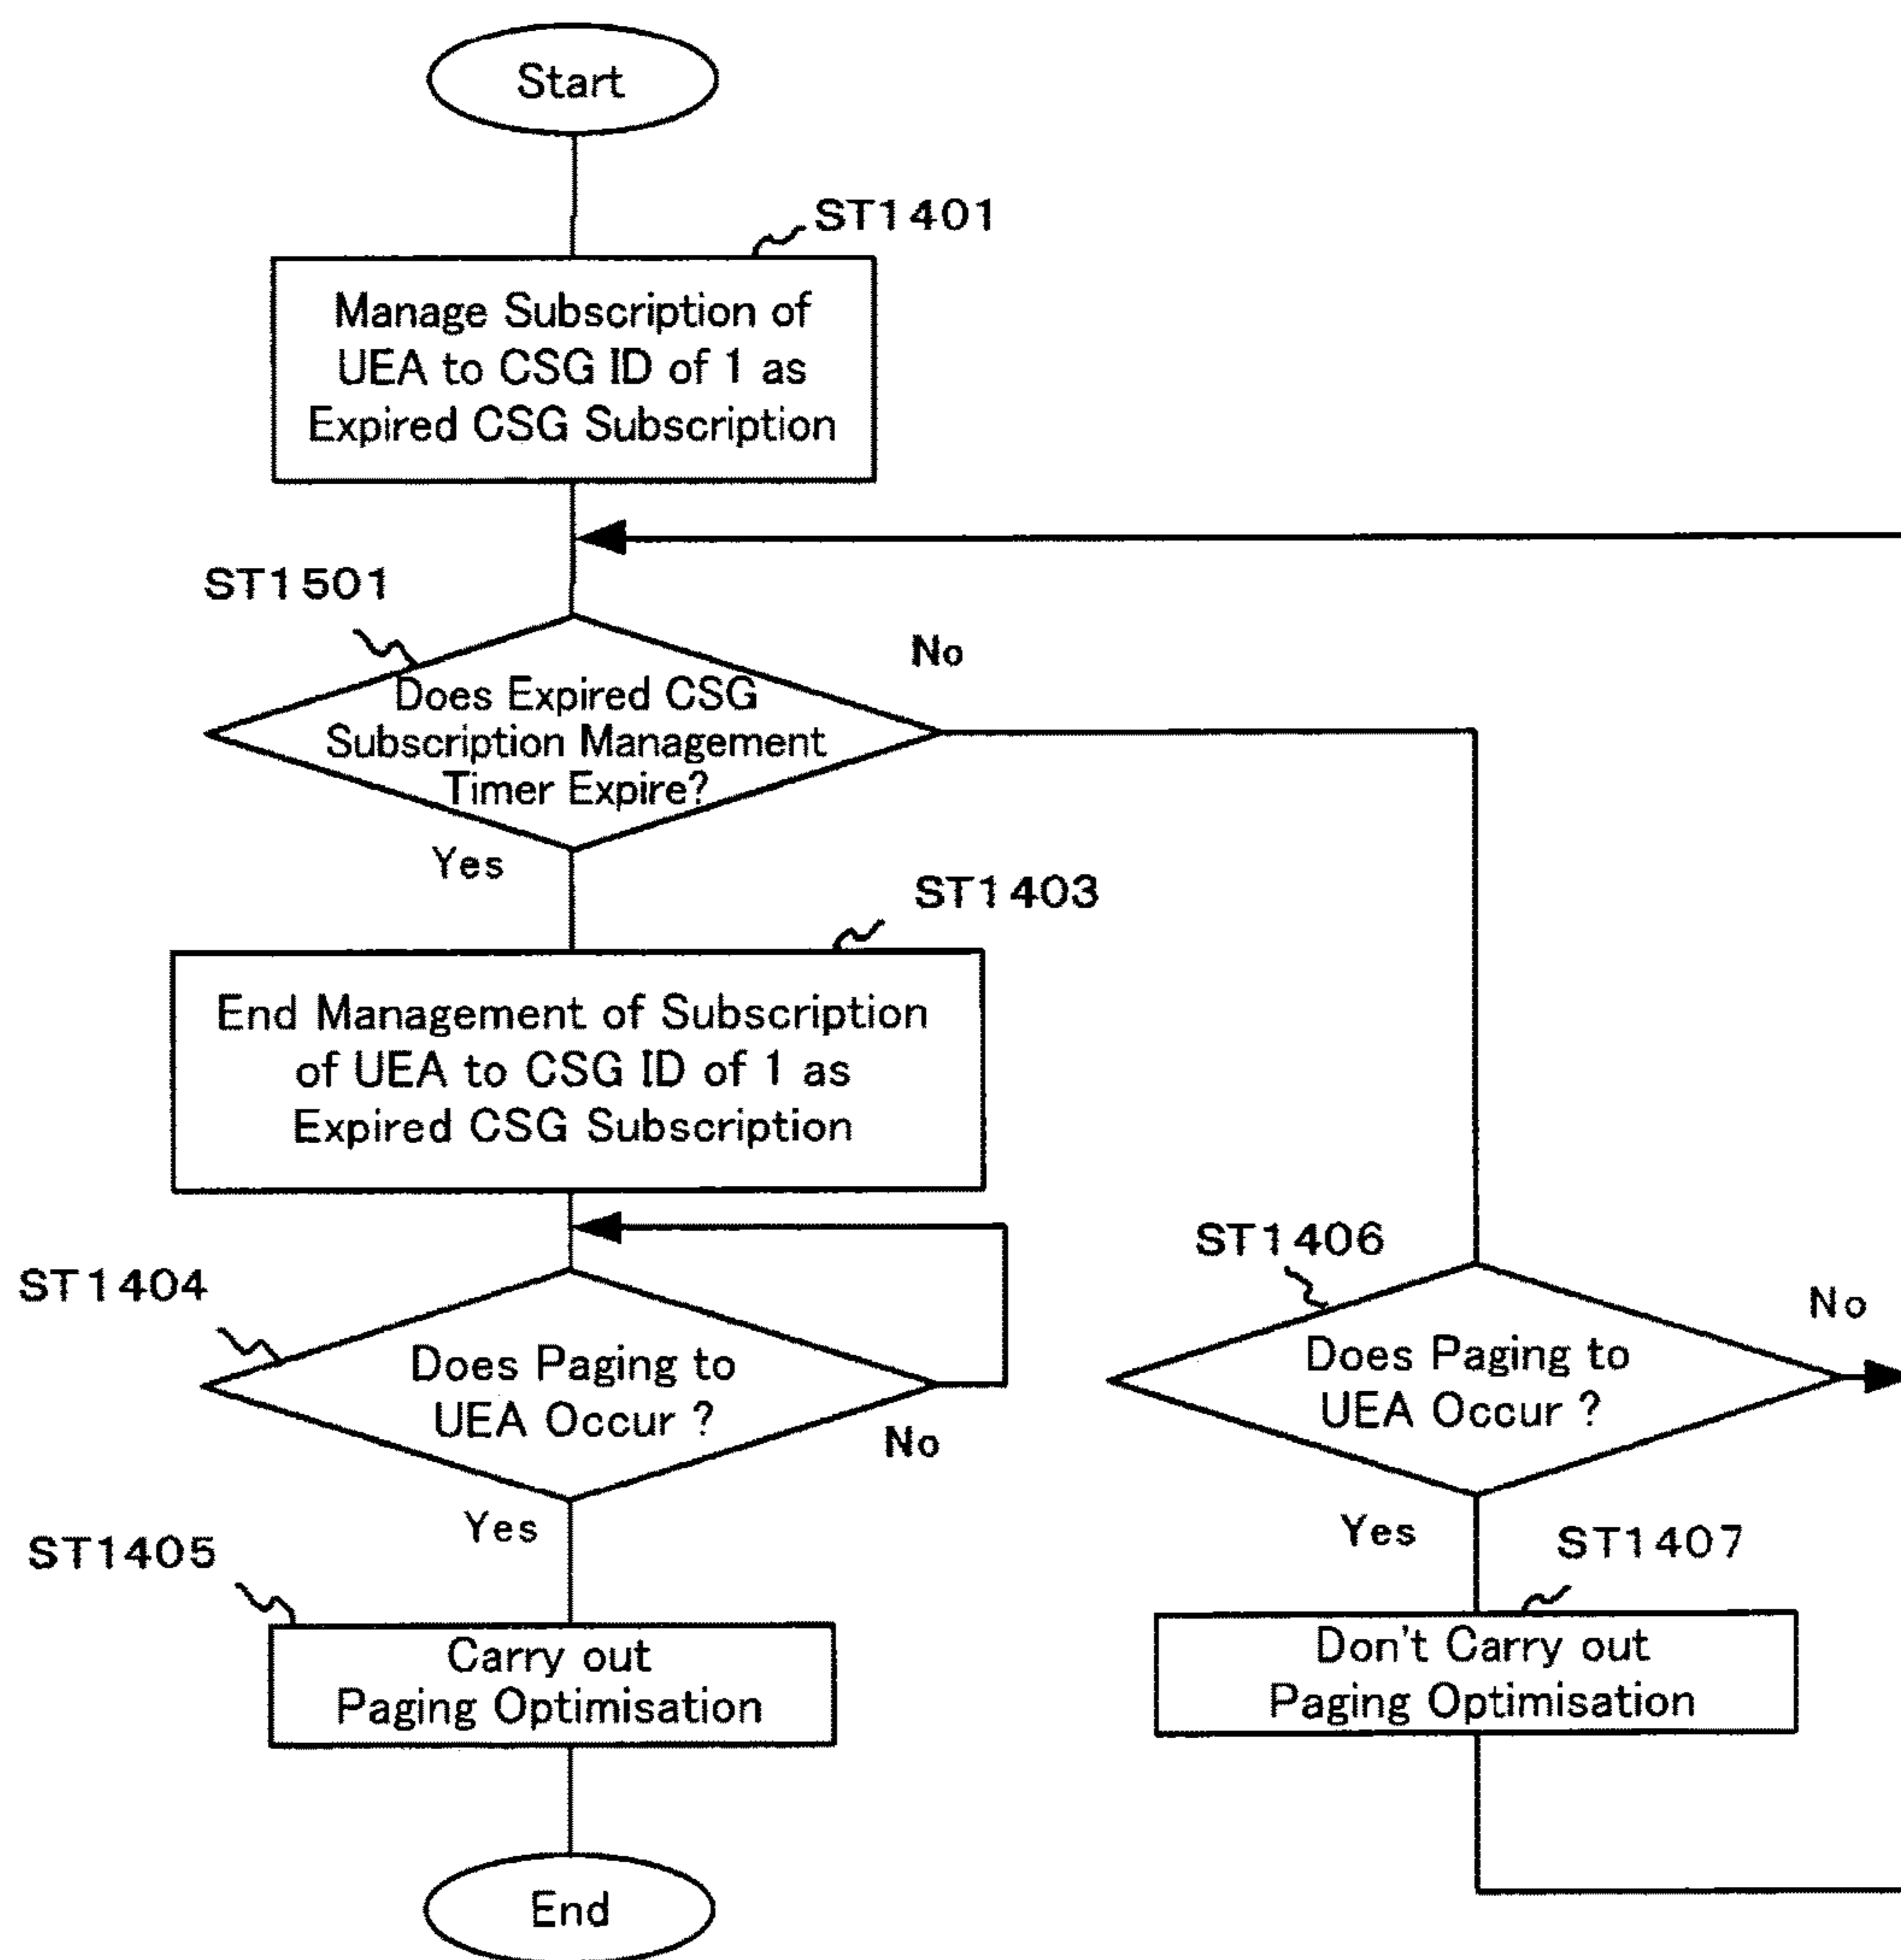 Start
ST1401
Manage Subscription of
UEA to CSG ID of 1 as
Expired CSG Subscription
ST1501
No
Does Expired CSG
Subscription Management
Timer Expire?
Yes
ST1403
End Management of Subscription
of UEA to CSG ID of 1 as
Expired CSG Subscription
ST1404
Does Paging to
UEA Occur ?
No
Yes
ST1405
Carry out
Paging Optimisation
End
ST1406
No
Does Paging to
UEA Occur ?
Yes
ST1407
Don't Carry out
Paging Optimisation